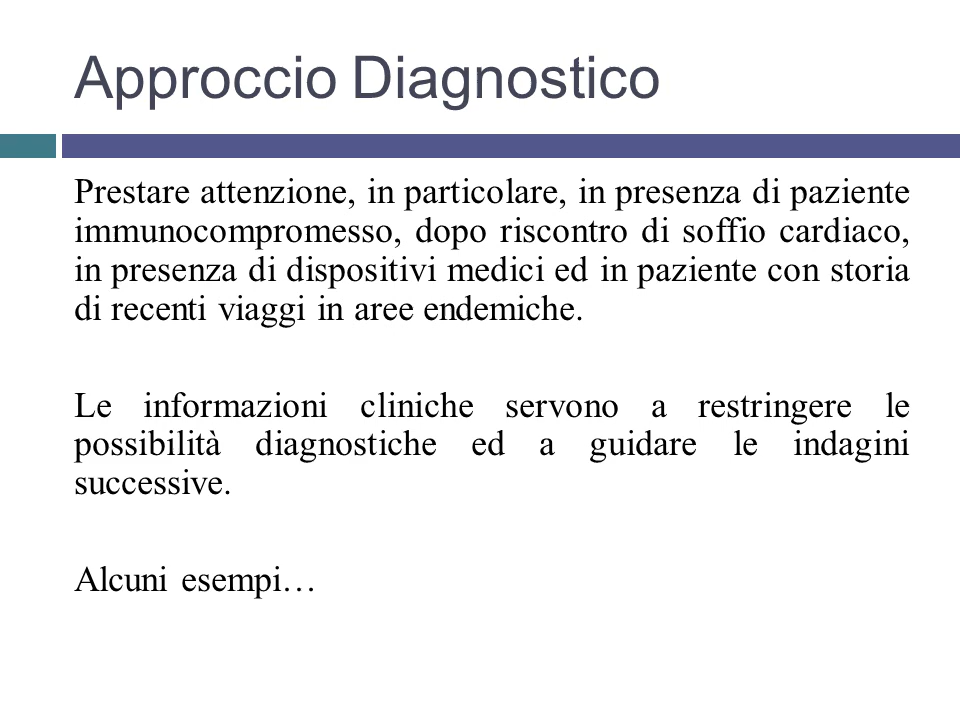 Approccio Diagnostico
Prestare attenzione, in particolare, in presenza di paziente
immunocompromesso, dopo riscontro di soffio cardiaco,
in presenza di dispositivi medici ed in paziente con storia
di recenti viaggi in aree endemiche.
Le informazioni cliniche servono a restringere le
possibilità diagnostiche ed a guidare le indagini
successive.
Alcuni esempi…